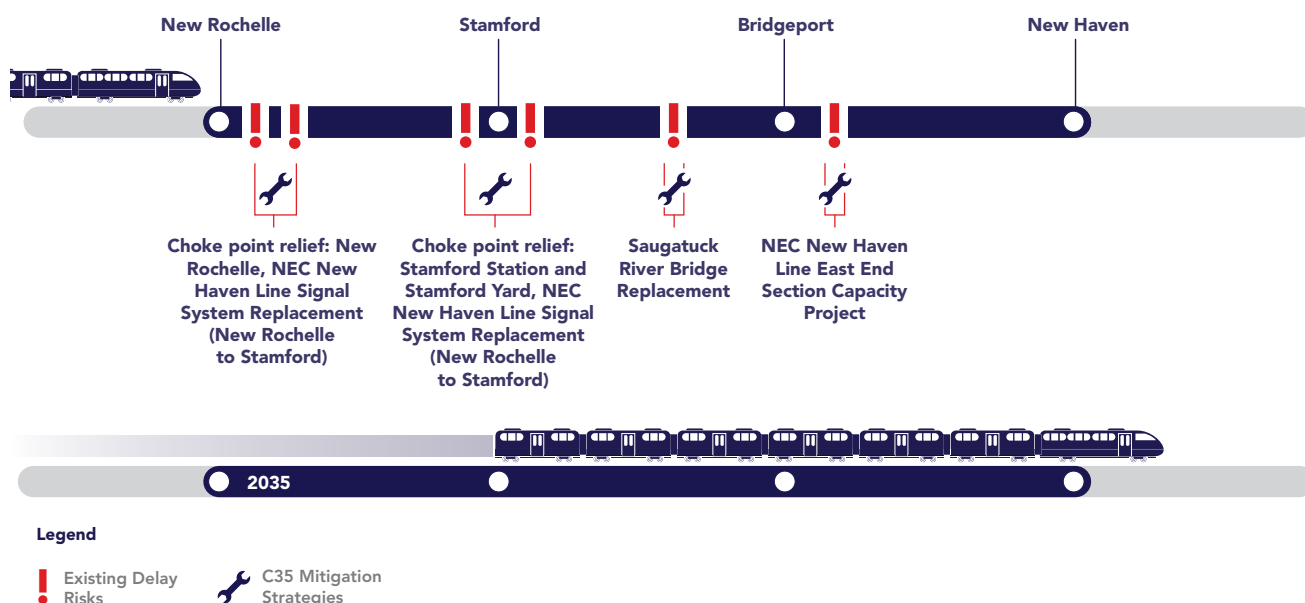 New Rochelle
Stamford
Bridgeport
New Haven
Choke point relief: New
Rochelle, NEC New
Haven Line Signal
System Replacement
(New Rochelle
to Stamford)
Choke point relief:
Stamford Station and
Stamford Yard, NEC
New Haven Line Signal
System Replacement
(New Rochelle
to Stamford)
Saugatuck
River Bridge
Replacement
NEC New Haven
Line East End
Section Capacity
Project
2035
Legend
Existing Delay
Risks
C35 Mitigation
Strategies